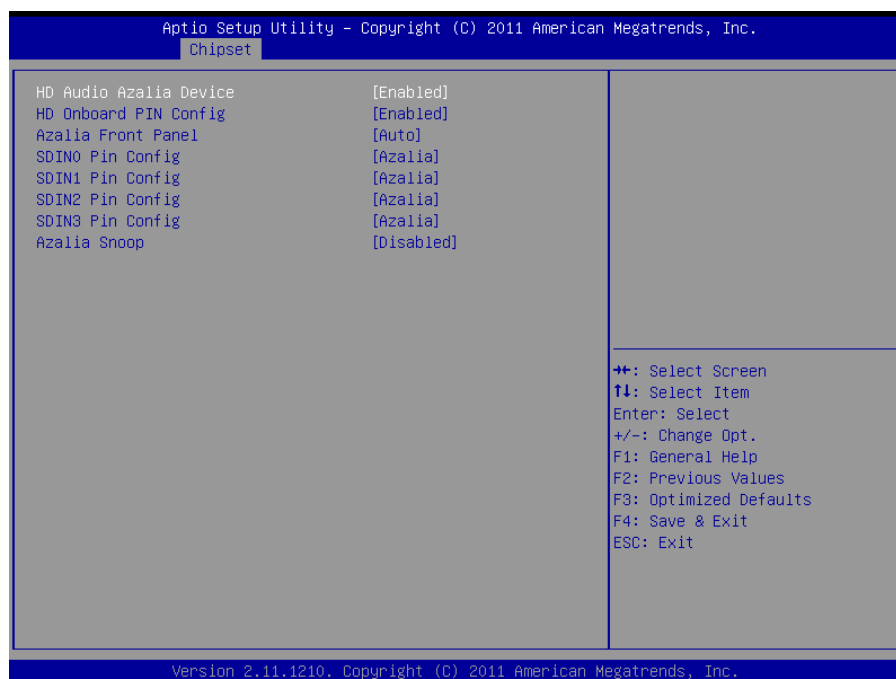 Aptio Setup Utility – Copyright (C) 2011 American Megatrends, Inc.
Chipset
HD Audio Azalia Device [Enabled]
HD Onboard PIN Config [Enabled]
Azalia Front Panel [Auto]
SDIN0 Pin Config [Azalia]
SDIN1 Pin Config [Azalia]
SDIN2 Pin Config [Azalia]
SDIN3 Pin Config [Azalia]
Azalia Snoop [Disabled]
→←: Select Screen
↑↓: Select Item
Enter: Select
+/-: Change Opt.
F1: General Help
F2: Previous Values
F3: Optimized Defaults
F4: Save & Exit
ESC: Exit
Version 2.11.1210. Copyright (C) 2011 American Megatrends, Inc.